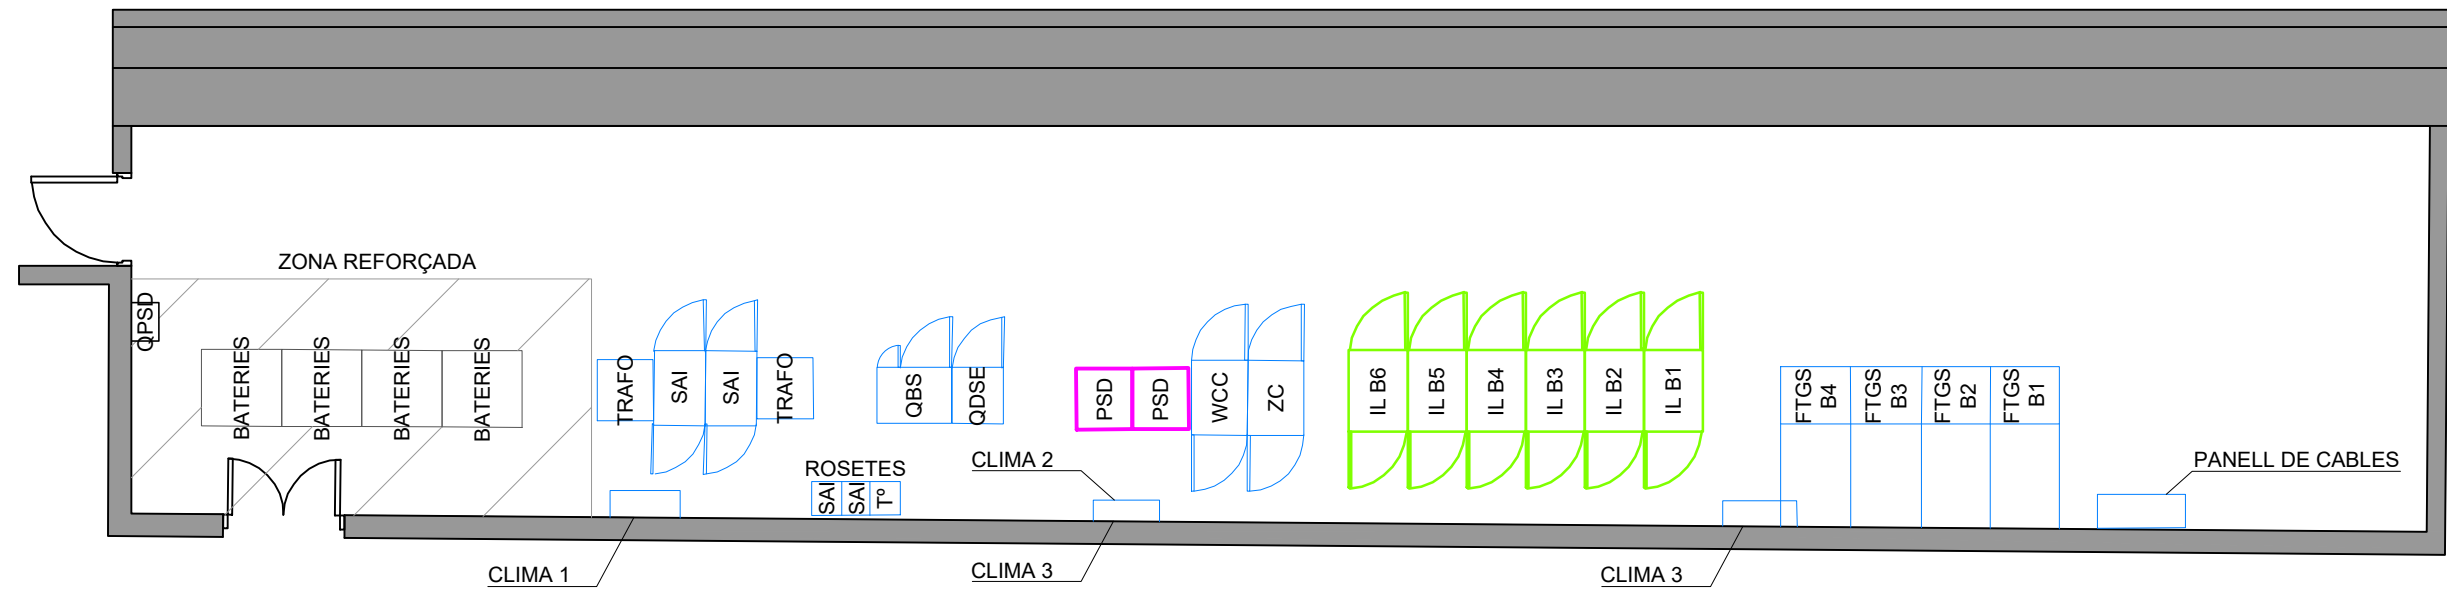 ZONA REFORÇADA
QPSD
BATERIES
BATERIES
BATERIES
BATERIES
TRAFO
SAI
SAI
TRAFO
QBS
QDSE
PSD
PSD
WCC
ZC
IL B6
IL B5
IL B4
IL B3
IL B2
IL B1
FTGS
B4
FTGS
B3
FTGS
B2
FTGS
B1
ROSETES
SAI
SAI
Tº
CLIMA 2
PANELL DE CABLES
CLIMA 1
CLIMA 3
CLIMA 3